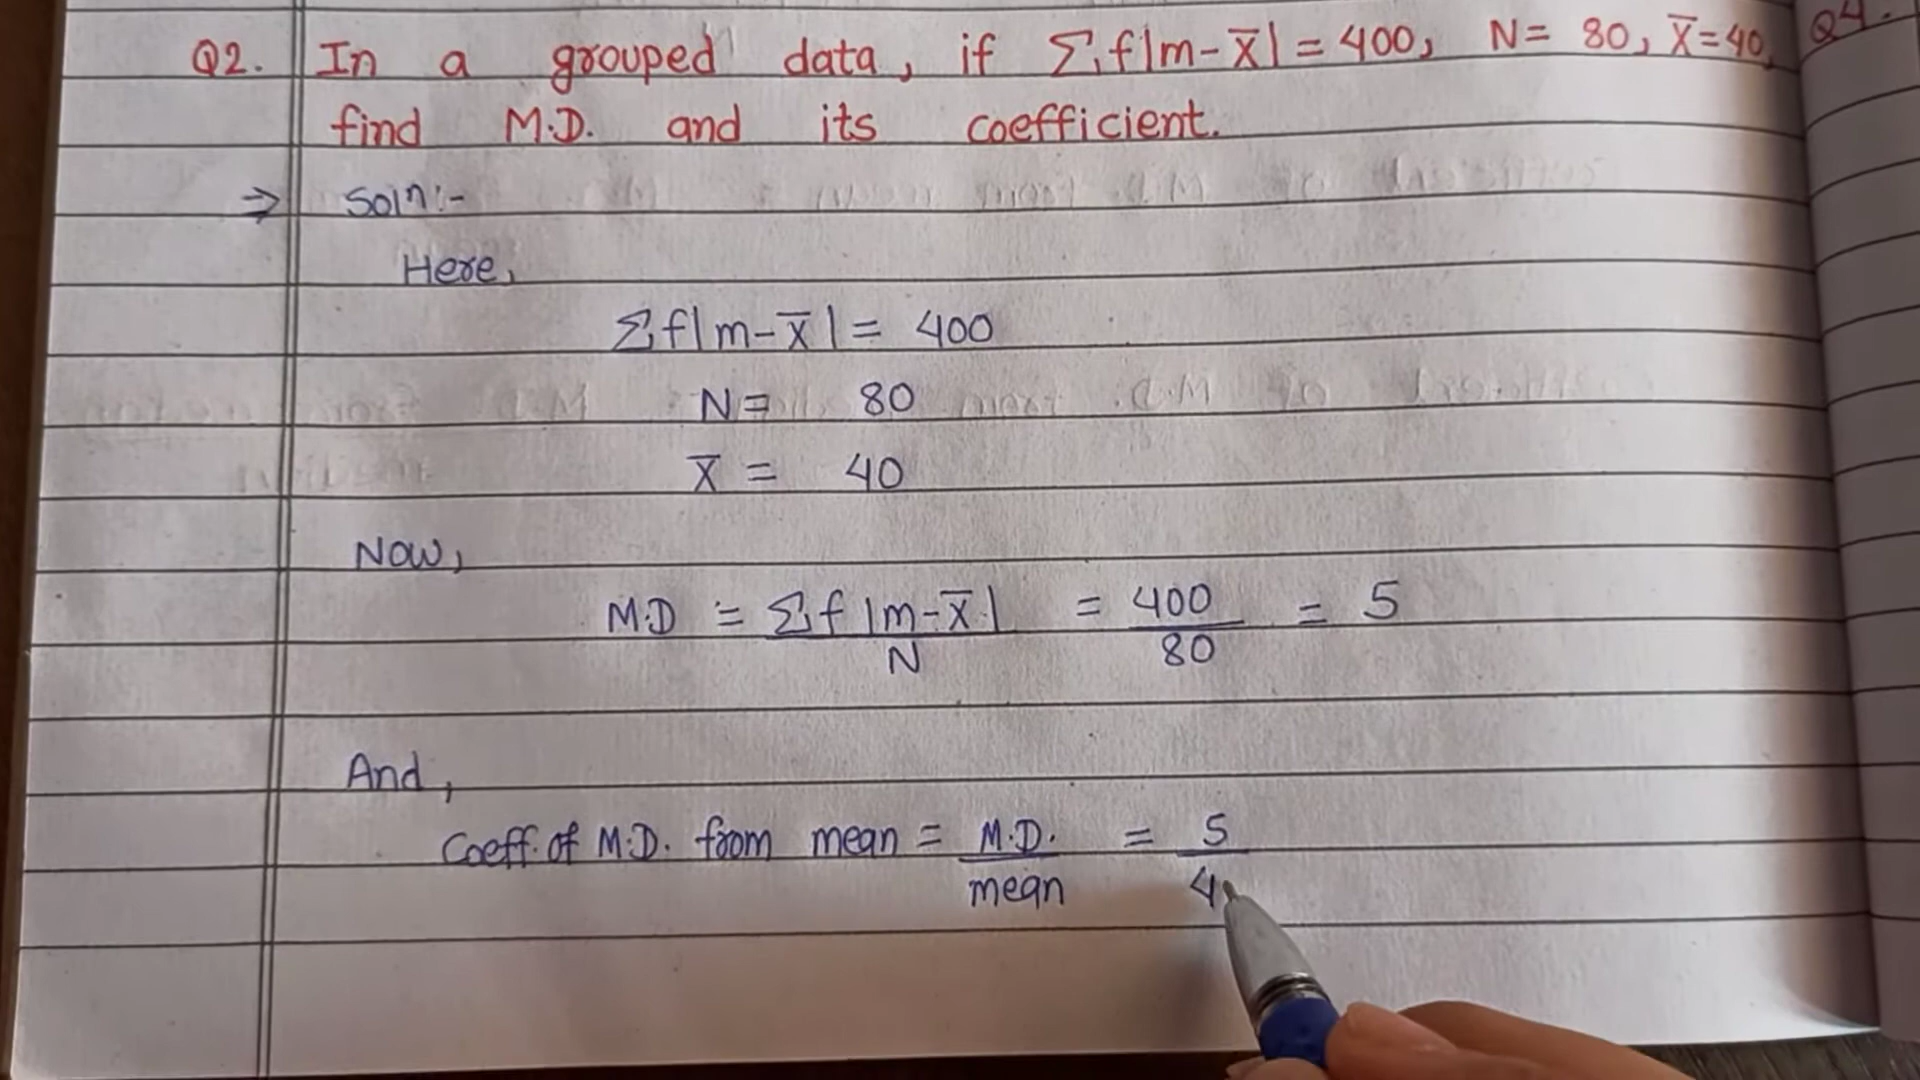 Q2. In a grouped data, if Σf|m-x̄| = 400, N= 80, x̄=40, Q4.
find M.D. and its coefficient.
⇒ Soln:-
Here,
Σf|m-x̄| = 400
N= 80
x̄ = 40
Now,
M.D = Σf|m-x̄|/N = 400/80 = 5
And,
Coeff. of M.D. from mean = M.D./mean = 5/4